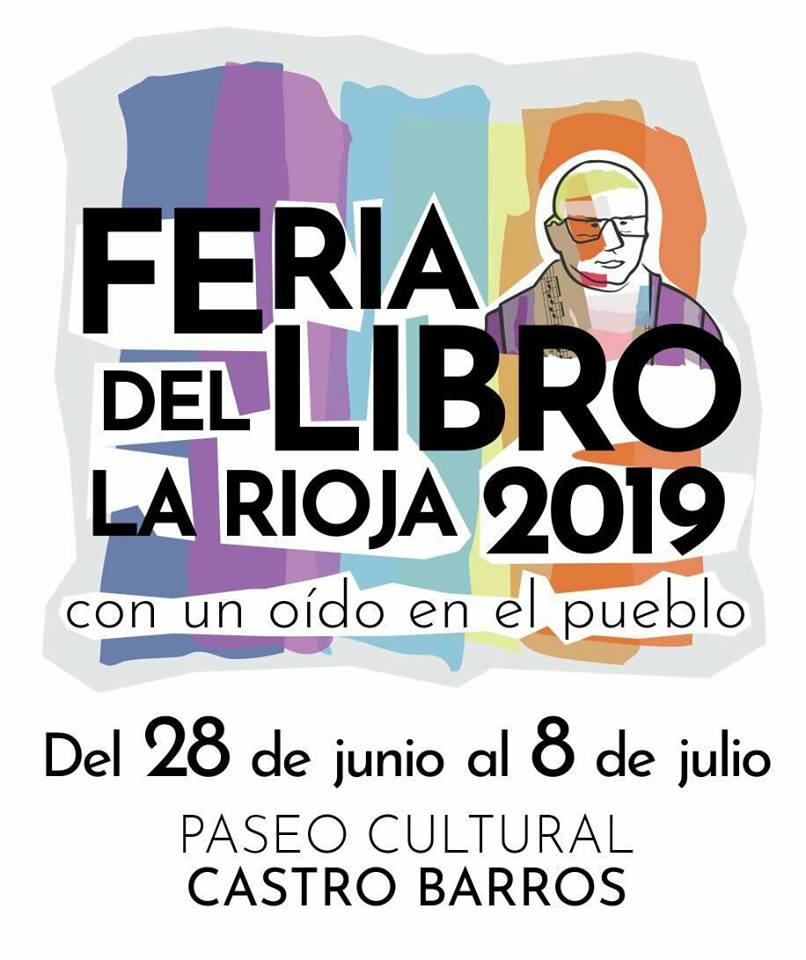 FERIA
DEL LIBRO
LA RIOJA 2019
con un oído en el pueblo
Del 28 de junio al 8 de julio
PASEO CULTURAL
CASTRO BARROS